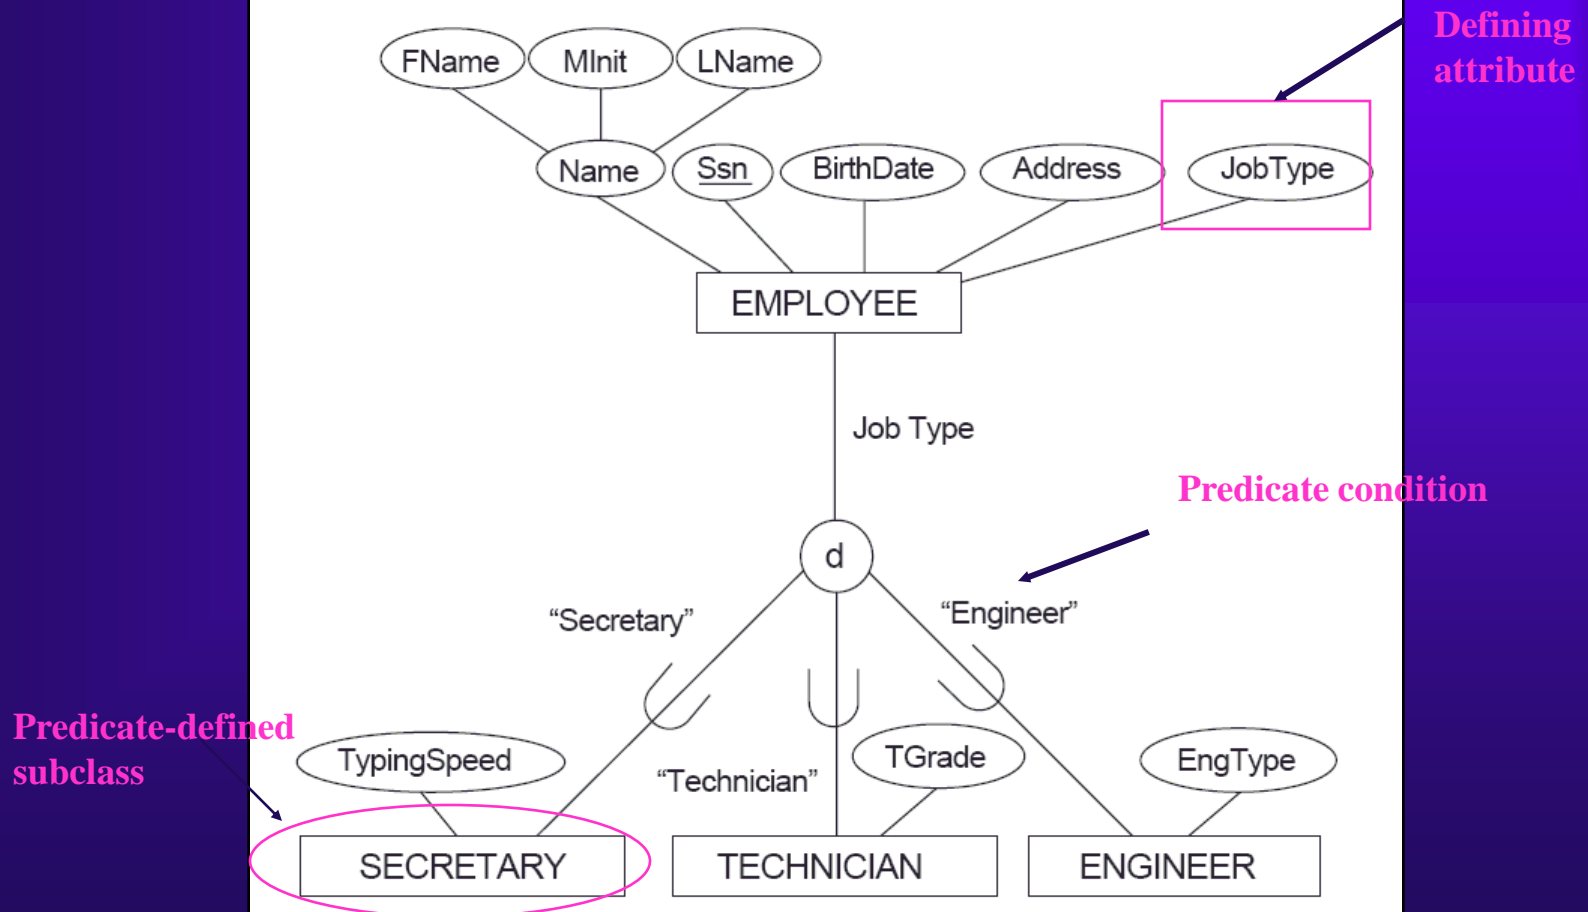 Defining
attribute
FName
MInit
LName
Name
Ssn
BirthDate
Address
JobType
EMPLOYEE
Job Type
Predicate condition
d
“Secretary”
“Engineer”
Predicate-defined
subclass
TypingSpeed
“Technician”
TGrade
EngType
SECRETARY
TECHNICIAN
ENGINEER